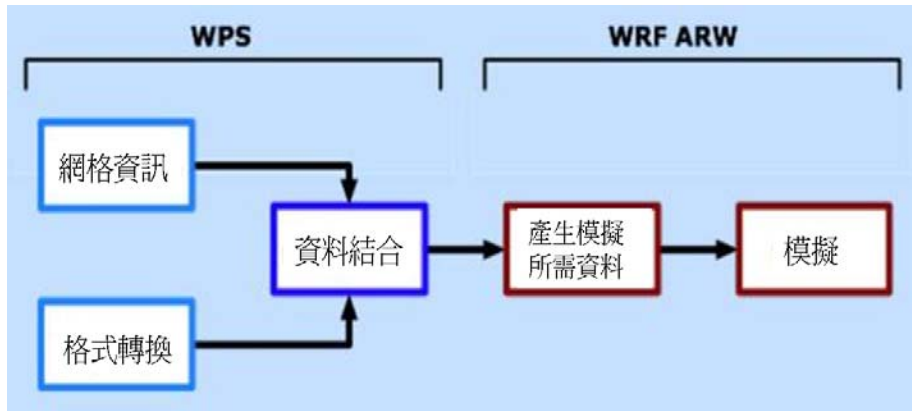 WPS
WRF ARW
網格資訊
資料結合
產生模擬
所需資料
模擬
格式轉換